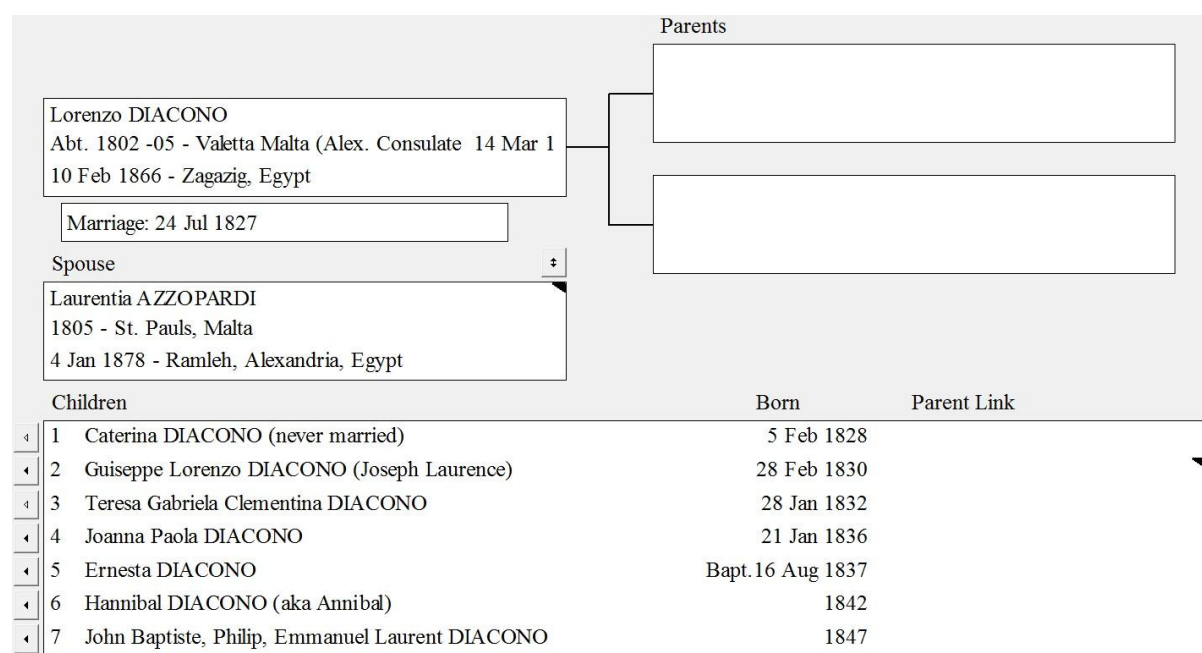 Parents
Lorenzo DIACONO
Abt. 1802 -05 - Valetta Malta (Alex. Consulate  14 Mar 1
10 Feb 1866 - Zagazig, Egypt
Marriage: 24 Jul 1827
Spouse
Laurentia AZZOPARDI
1805 - St. Pauls, Malta
4 Jan 1878 - Ramleh, Alexandria, Egypt
Children Born Parent Link
1 Caterina DIACONO (never married) 5 Feb 1828
2 Guiseppe Lorenzo DIACONO (Joseph Laurence) 28 Feb 1830
3 Teresa Gabriela Clementina DIACONO 28 Jan 1832
4 Joanna Paola DIACONO 21 Jan 1836
5 Ernesta DIACONO Bapt.16 Aug 1837
6 Hannibal DIACONO (aka Annibal) 1842
7 John Baptiste, Philip, Emmanuel Laurent DIACONO 1847